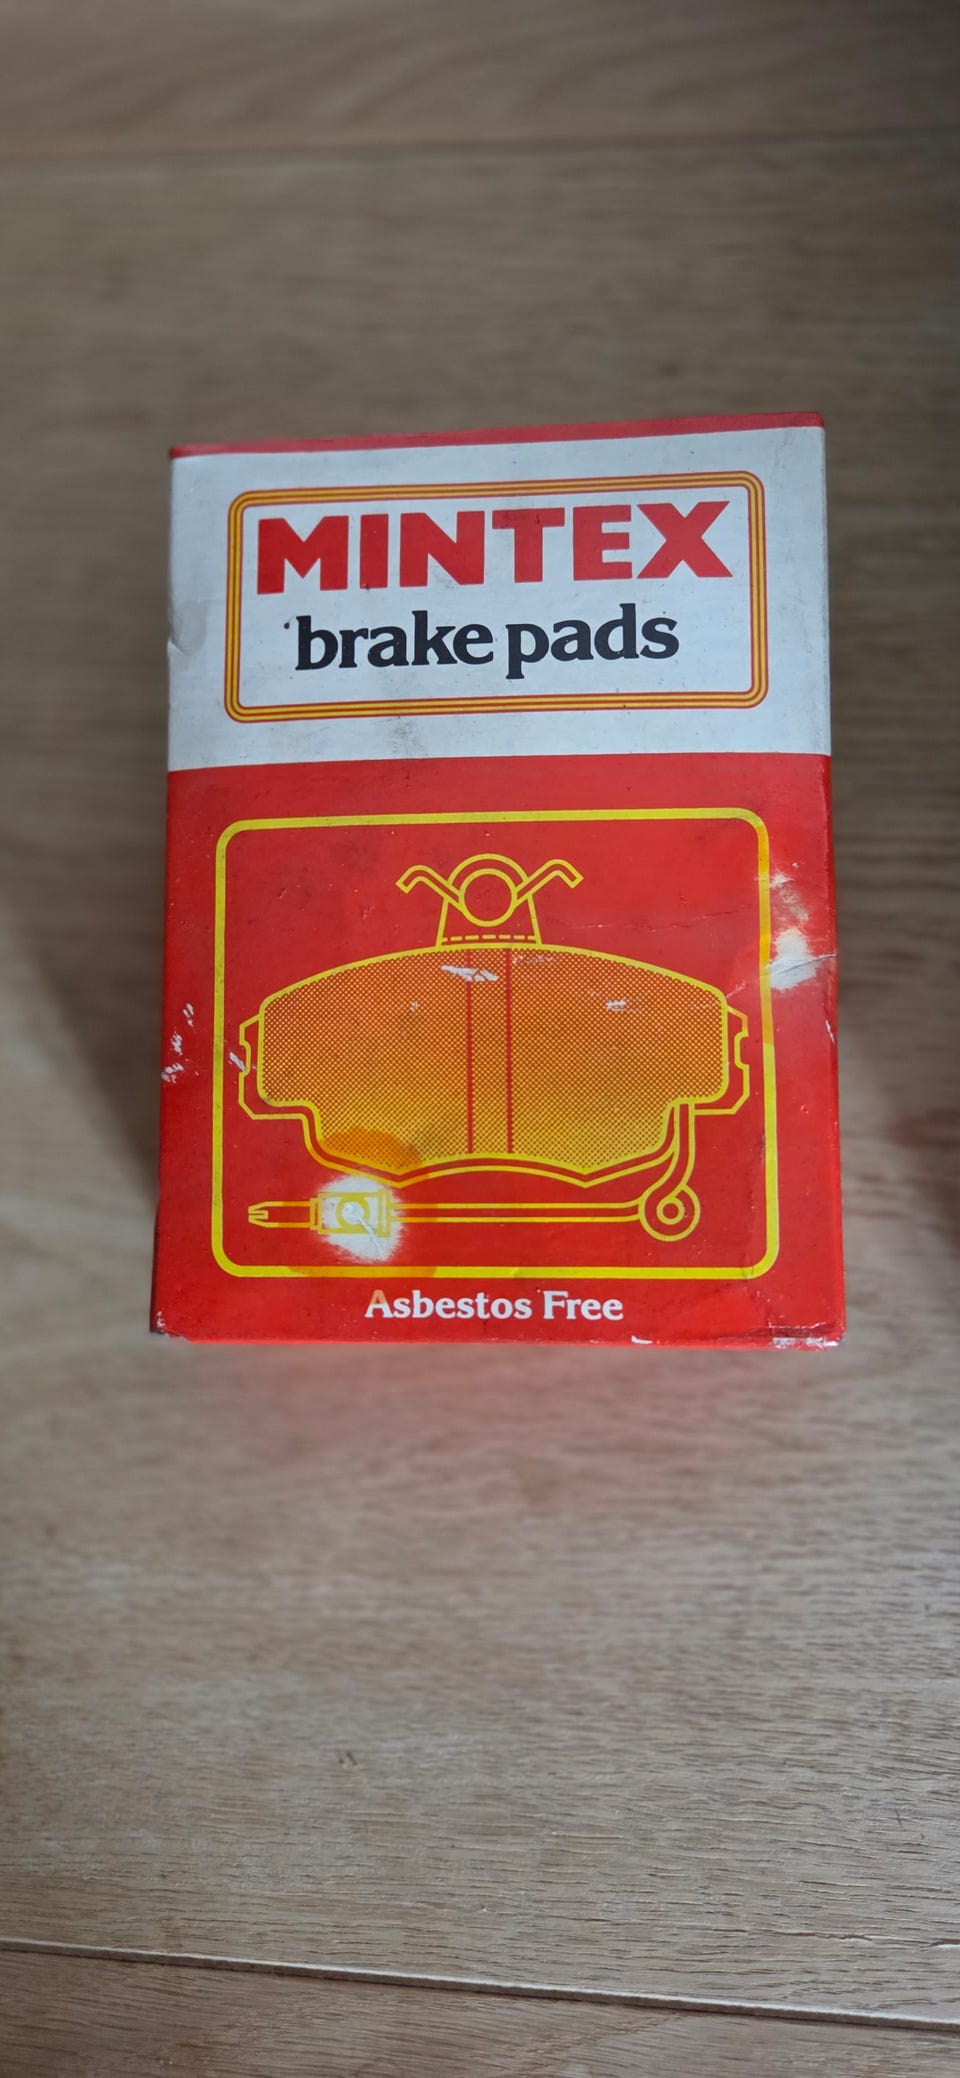 MINTEX
brake pads
Asbestos Free